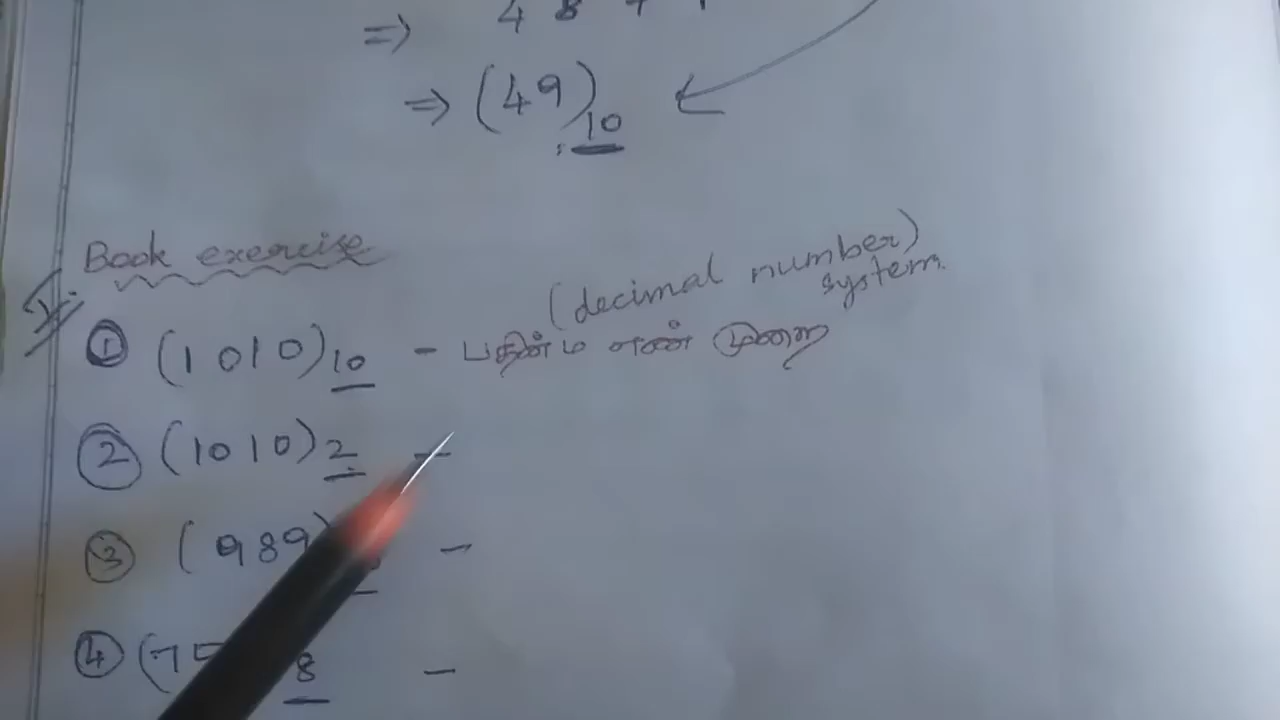 ⇒ 4 8
⇒ (49)10
Book exercise
I.
(decimal number)
system.
① (1010)10 - பதின்ம எண் முறை
② (1010)2 -
③ (989 -
④ (75 8 -